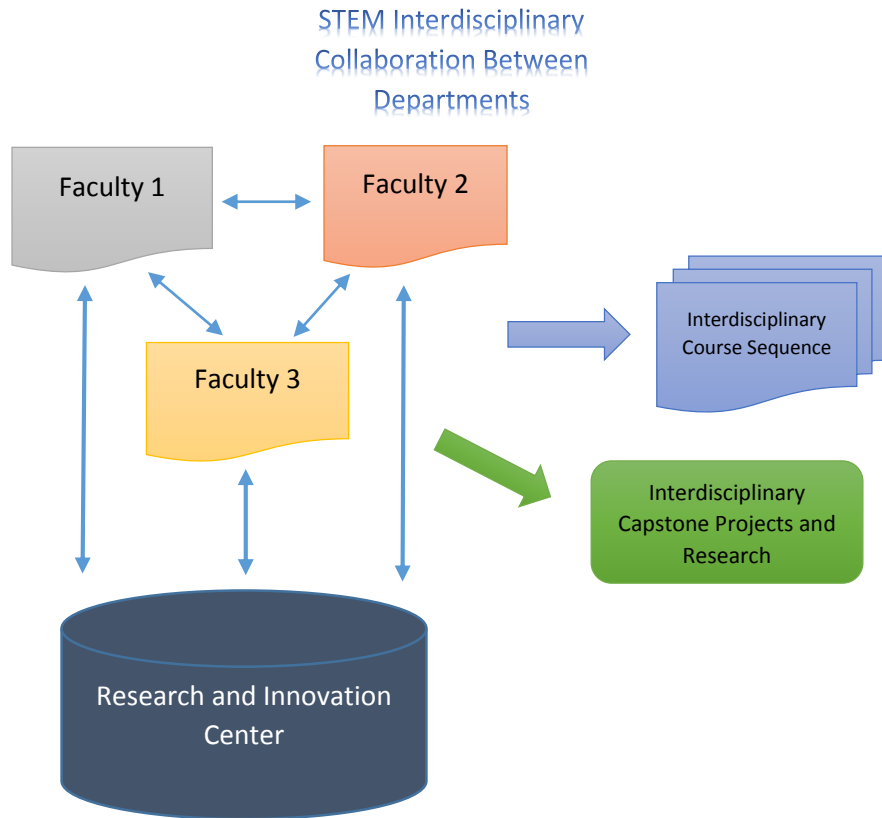 STEM Interdisciplinary
Collaboration Between
Departments
Faculty 1
Faculty 2
Faculty 3
Interdisciplinary
Course Sequence
Interdisciplinary
Capstone Projects and
Research
Research and Innovation
Center